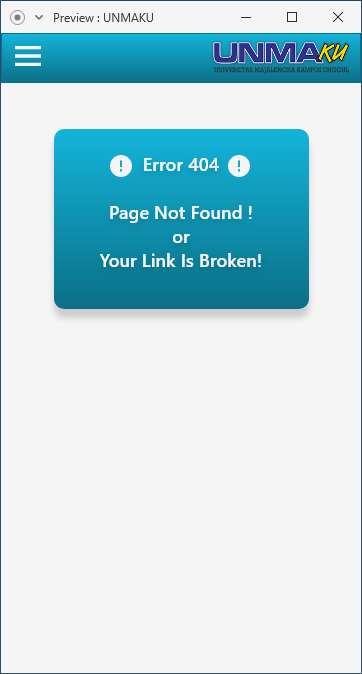 Preview : UNMAKU
UNMAKU
UNIVERSITAS MAJALENGKA KAMPUS UNGGUL
Error 404
Page Not Found !
or
Your Link Is Broken!